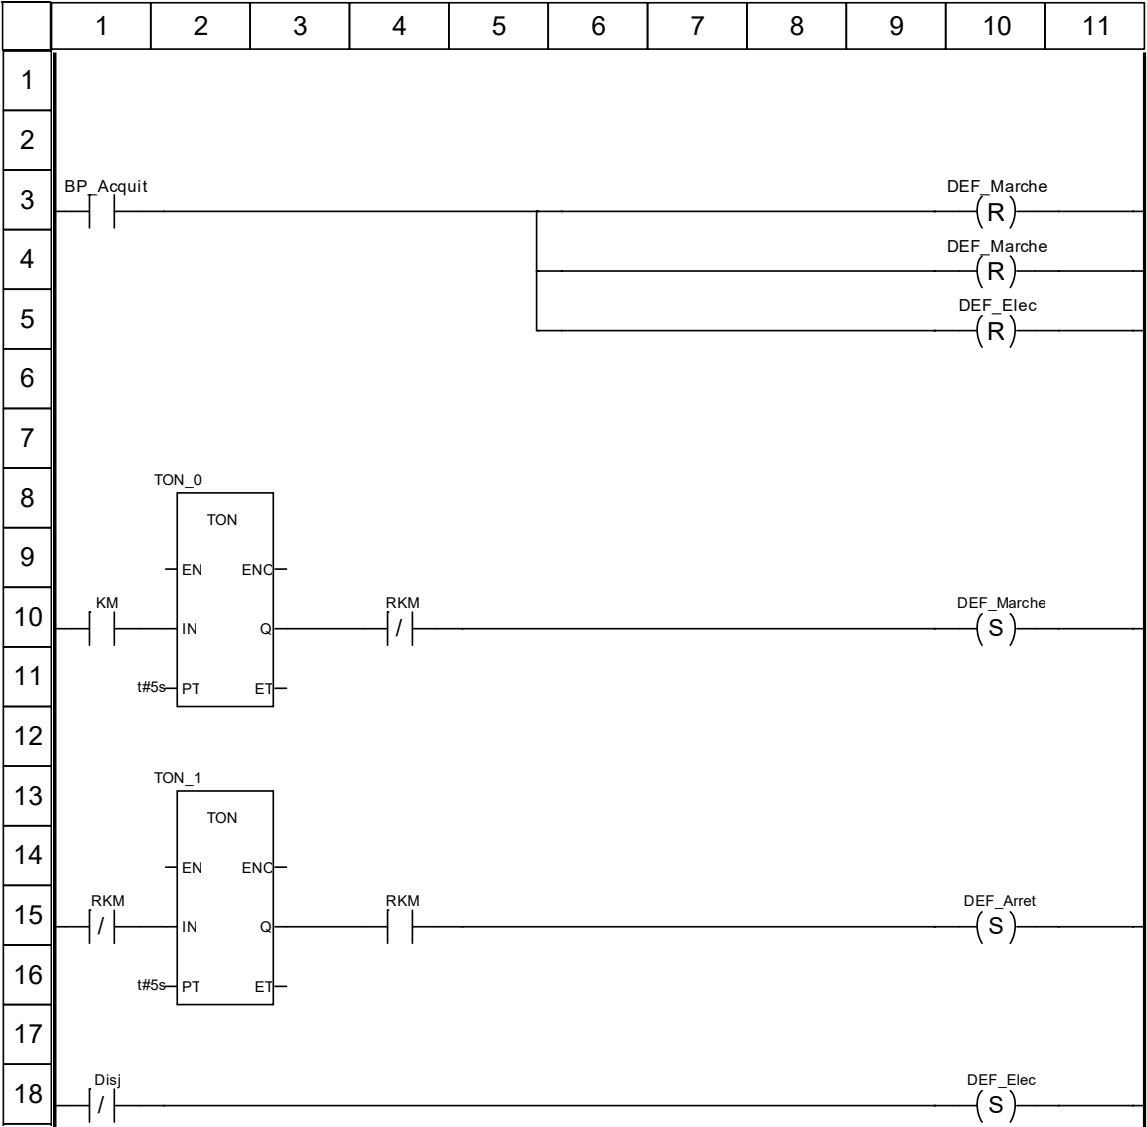 1 2 3 4 5 6 7 8 9 10 11
1
2
BP_Acquit DEF_Marche
3 R
DEF_Marche
4 R
DEF_Elec
5 R
6
7
TON_0
8
TON
9 EN ENO
KM RKM DEF_Marche
10 IN Q / S
11 t#5s PT ET
12
TON_1
13
TON
14 EN ENO
RKM RKM DEF_Arret
15 / IN Q S
16 t#5s PT ET
17
Disj DEF_Elec
18 / S